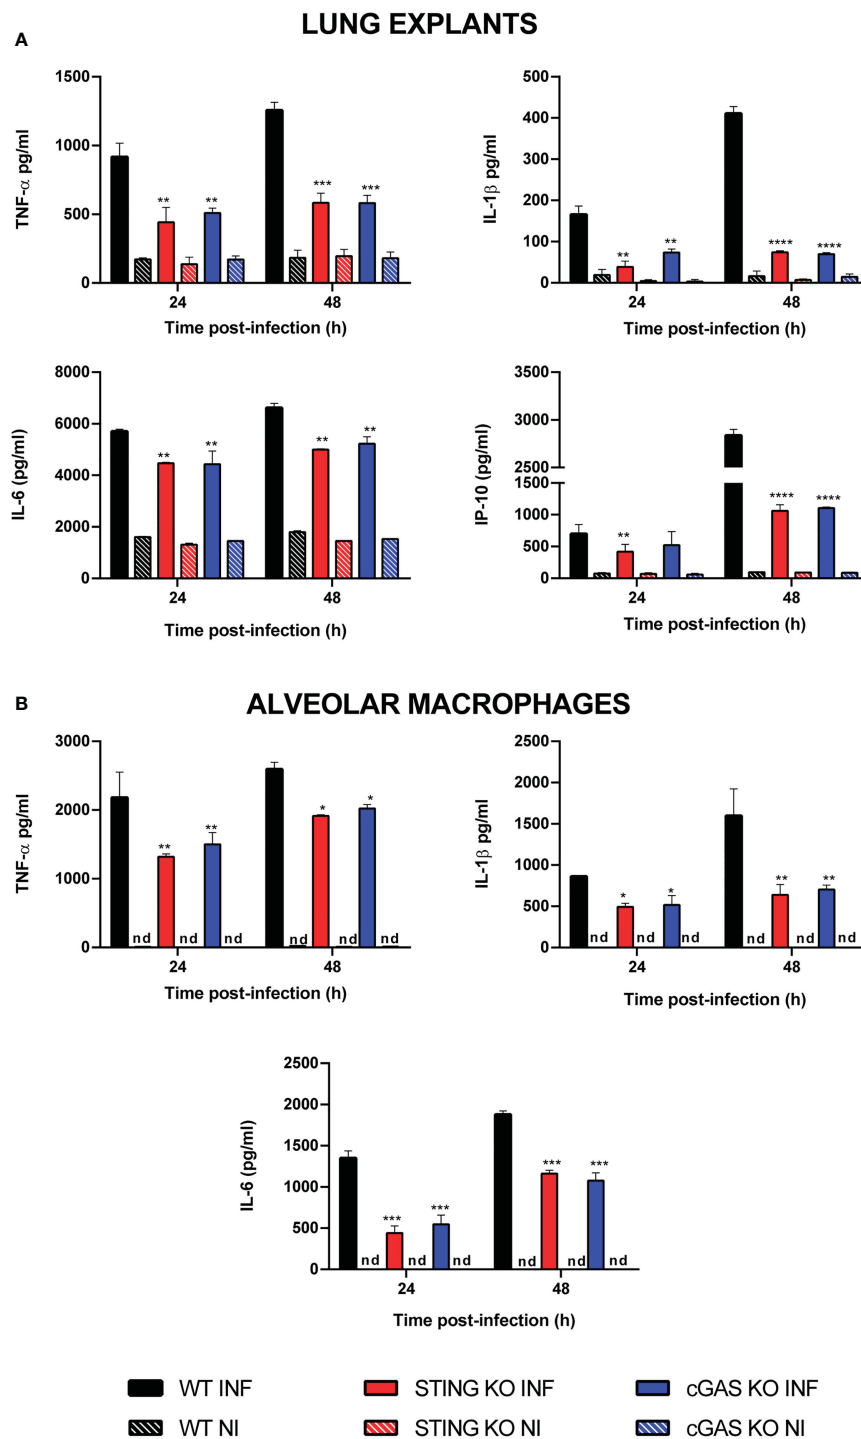 LUNG EXPLANTS
A
TNF-α pg/ml
1500
1000
500
0
**
**
***
***
24
48
Time post-infection (h)
IL-1β pg/ml
500
400
300
200
100
0
**
**
****
****
24
48
Time post-infection (h)
IL-6 (pg/ml)
8000
6000
4000
2000
0
**
**
**
**
24
48
Time post-infection (h)
IP-10 (pg/ml)
3500
3000
2500
1500
1000
500
0
**
****
****
24
48
Time post-infection (h)
B
ALVEOLAR MACROPHAGES
TNF-α pg/ml
3000
2000
1000
0
nd
**
nd
**
nd
nd
*
nd
*
nd
24
48
Time post-infection (h)
IL-1β pg/ml
2500
2000
1500
1000
500
0
nd
*
nd
*
nd
nd
**
nd
**
nd
24
48
Time post-infection (h)
IL-6 (pg/ml)
2500
2000
1500
1000
500
0
nd
***
nd
***
nd
nd
***
nd
***
nd
24
48
Time post-infection (h)
WT INF
STING KO INF
cGAS KO INF
WT NI
STING KO NI
cGAS KO NI